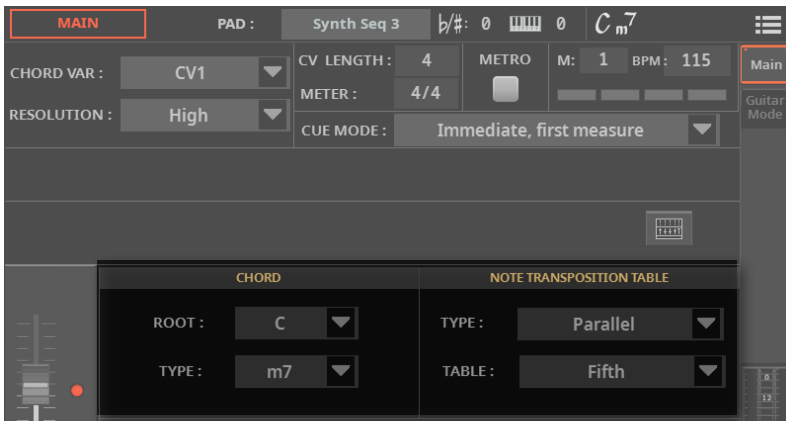 MAIN PAD : Synth Seq 3 ♭/♯: 0 0 Cm7
CHORD VAR : CV1 CV LENGTH : 4 METRO M: 1 BPM : 115 Main
METER : 4/4 Guitar Mode
RESOLUTION : High CUE MODE : Immediate, first measure
CHORD NOTE TRANSPOSITION TABLE
ROOT : C TYPE : Parallel
TYPE : m7 TABLE : Fifth
0
12